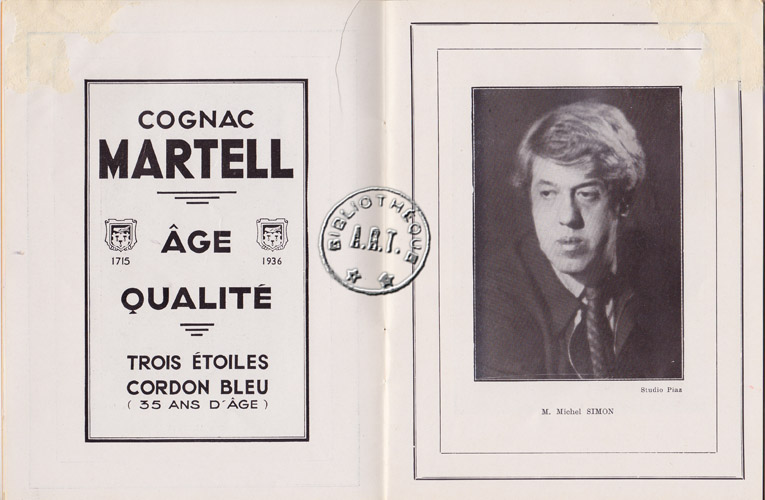 COGNAC
MARTELL
ÂGE
1715
1936
QUALITÉ
TROIS ÉTOILES
CORDON BLEU
( 35 ANS D'ÂGE )
BIBLIOTHÈQUE
A.R.T.
Studio Piaz
M. Michel SIMON